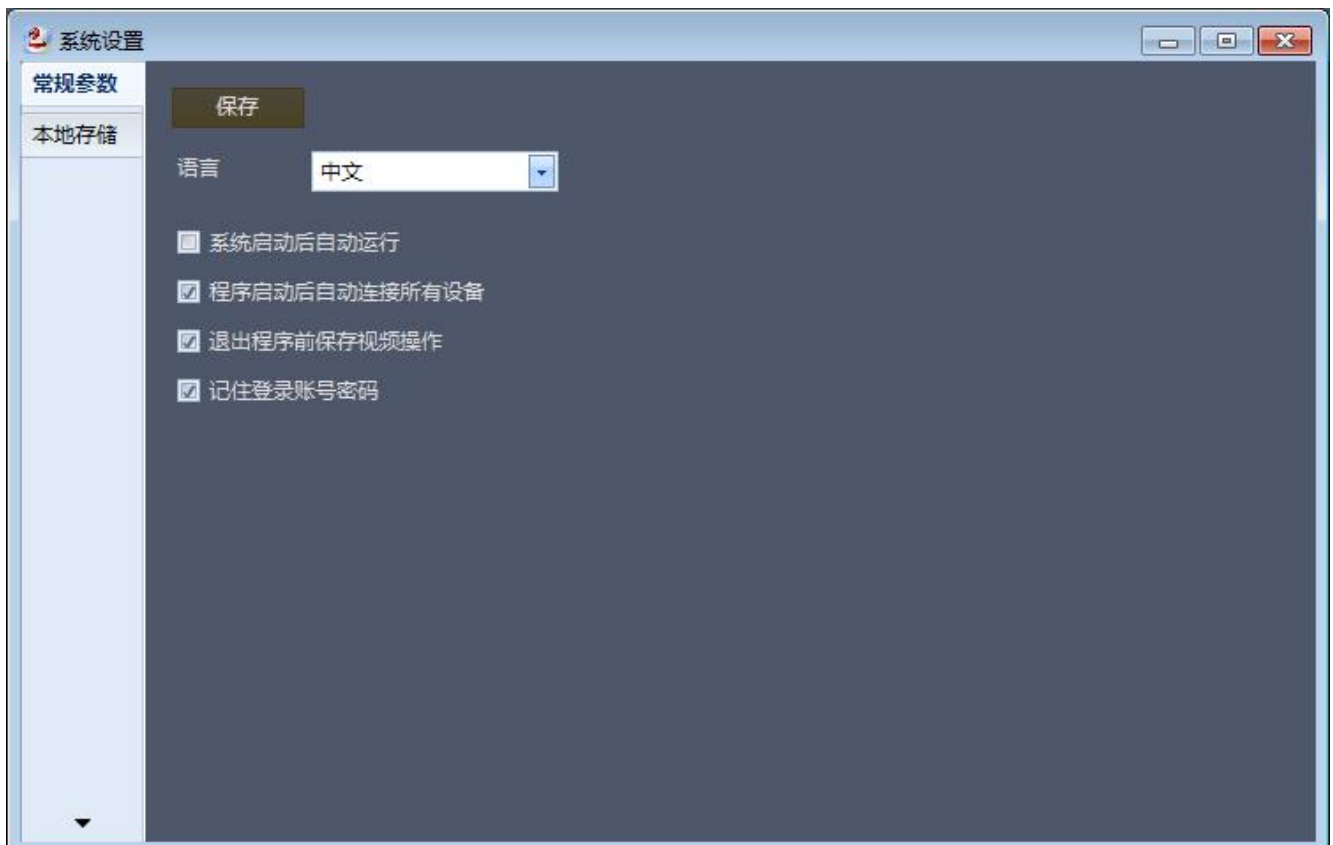 系统设置
常规参数
本地存储
保存
语言
中文
系统启动后自动运行
程序启动后自动连接所有设备
退出程序前保存视频操作
记住登录账号密码